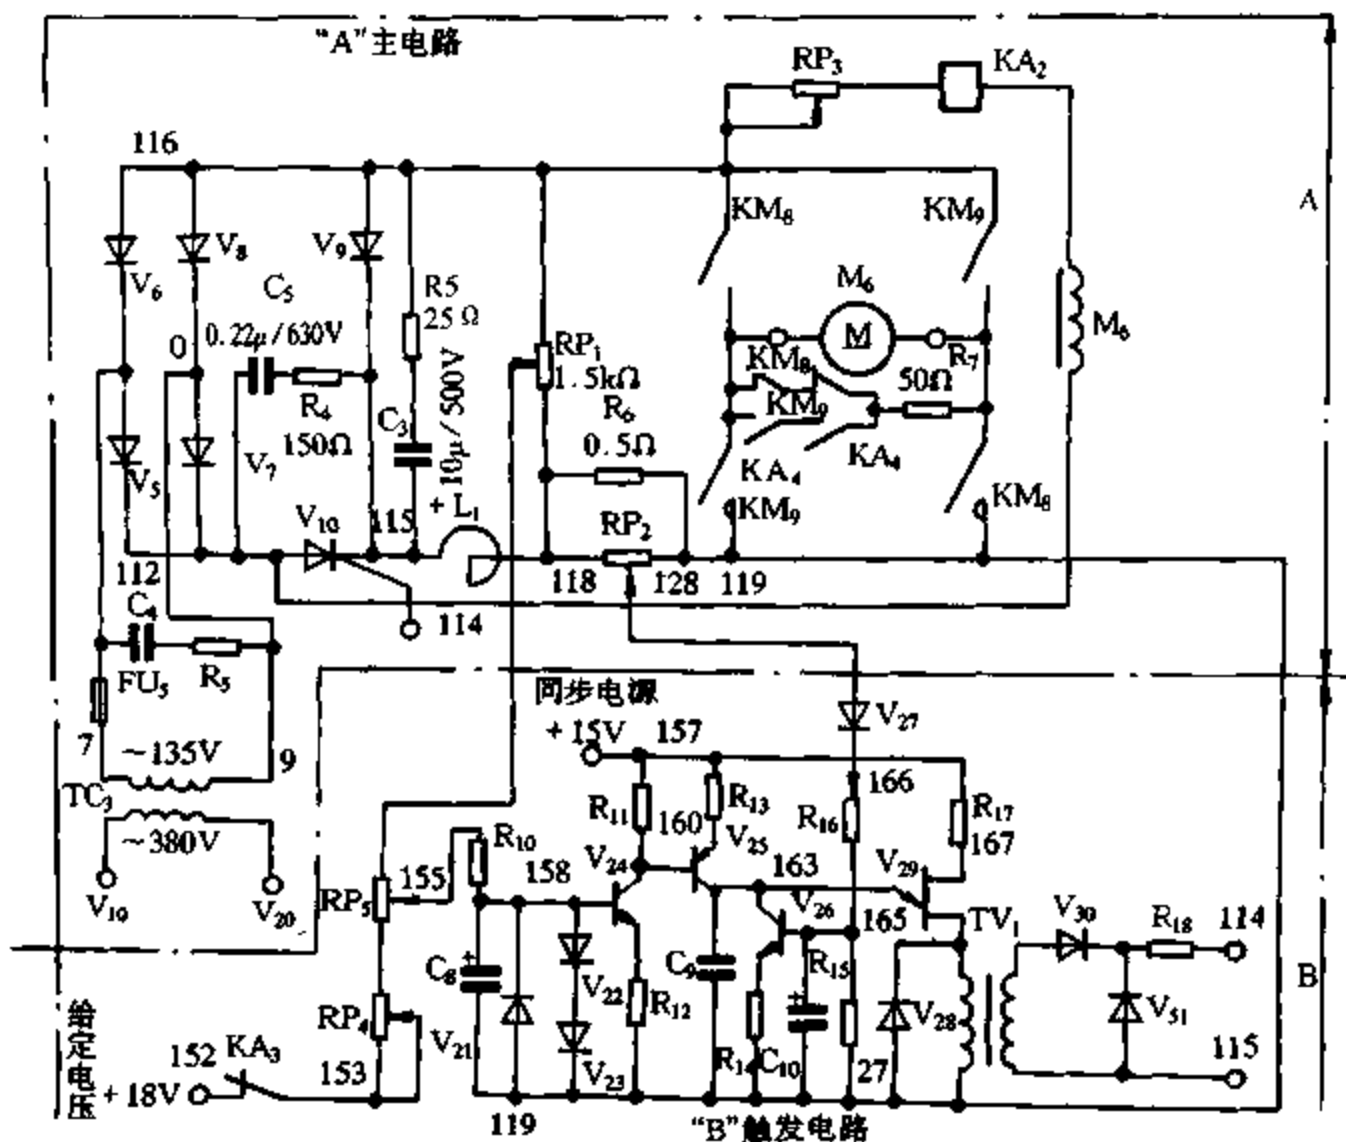 “A”主电路
RP₃
KA₂
116
KM₈
KM₉
A
V₆
V₈
V₉
C₅
0.22μ/630V
0
R5
25Ω
M₆
M
M₆
RP₁
1.5kΩ
KM₈
R₇
50Ω
KM₉
R₆
0.5Ω
R₄
150Ω
C₃
10μ/500V
V₅
V₇
KA₄
KA₄
KM₉
KM₈
V₁₀
115
+ L₁
RP₂
112
118
128
119
C₄
114
FU₅
R₅
同步电源
+ 15V
157
V₂₇
7
~135V
9
TC₃
166
R₁₁
160
R₁₃
R₁₆
R₁₇
167
~380V
R₁₀
V₂₄
V₂₅
163
V₂₉
V₁₉
V₂₀
RP₅
155
158
V₂₆
165
TV₁
V₃₀
R₁₈
114
C₈
V₂₂
R₁₂
C₉
R₁₅
V₂₈
V₅₁
B
给定电压
RP₄
V₂₁
115
152
KA₃
153
V₂₃
R₁₄
C₁₀
27
+ 18V
119
“B”触发电路